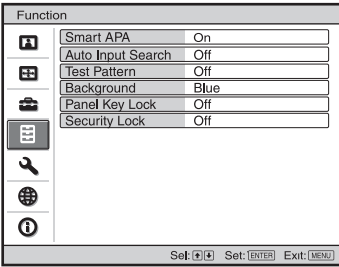 Function
Smart APA On
Auto Input Search Off
Test Pattern Off
Background Blue
Panel Key Lock Off
Security Lock Off
Sel: Set: ENTER Exit: MENU